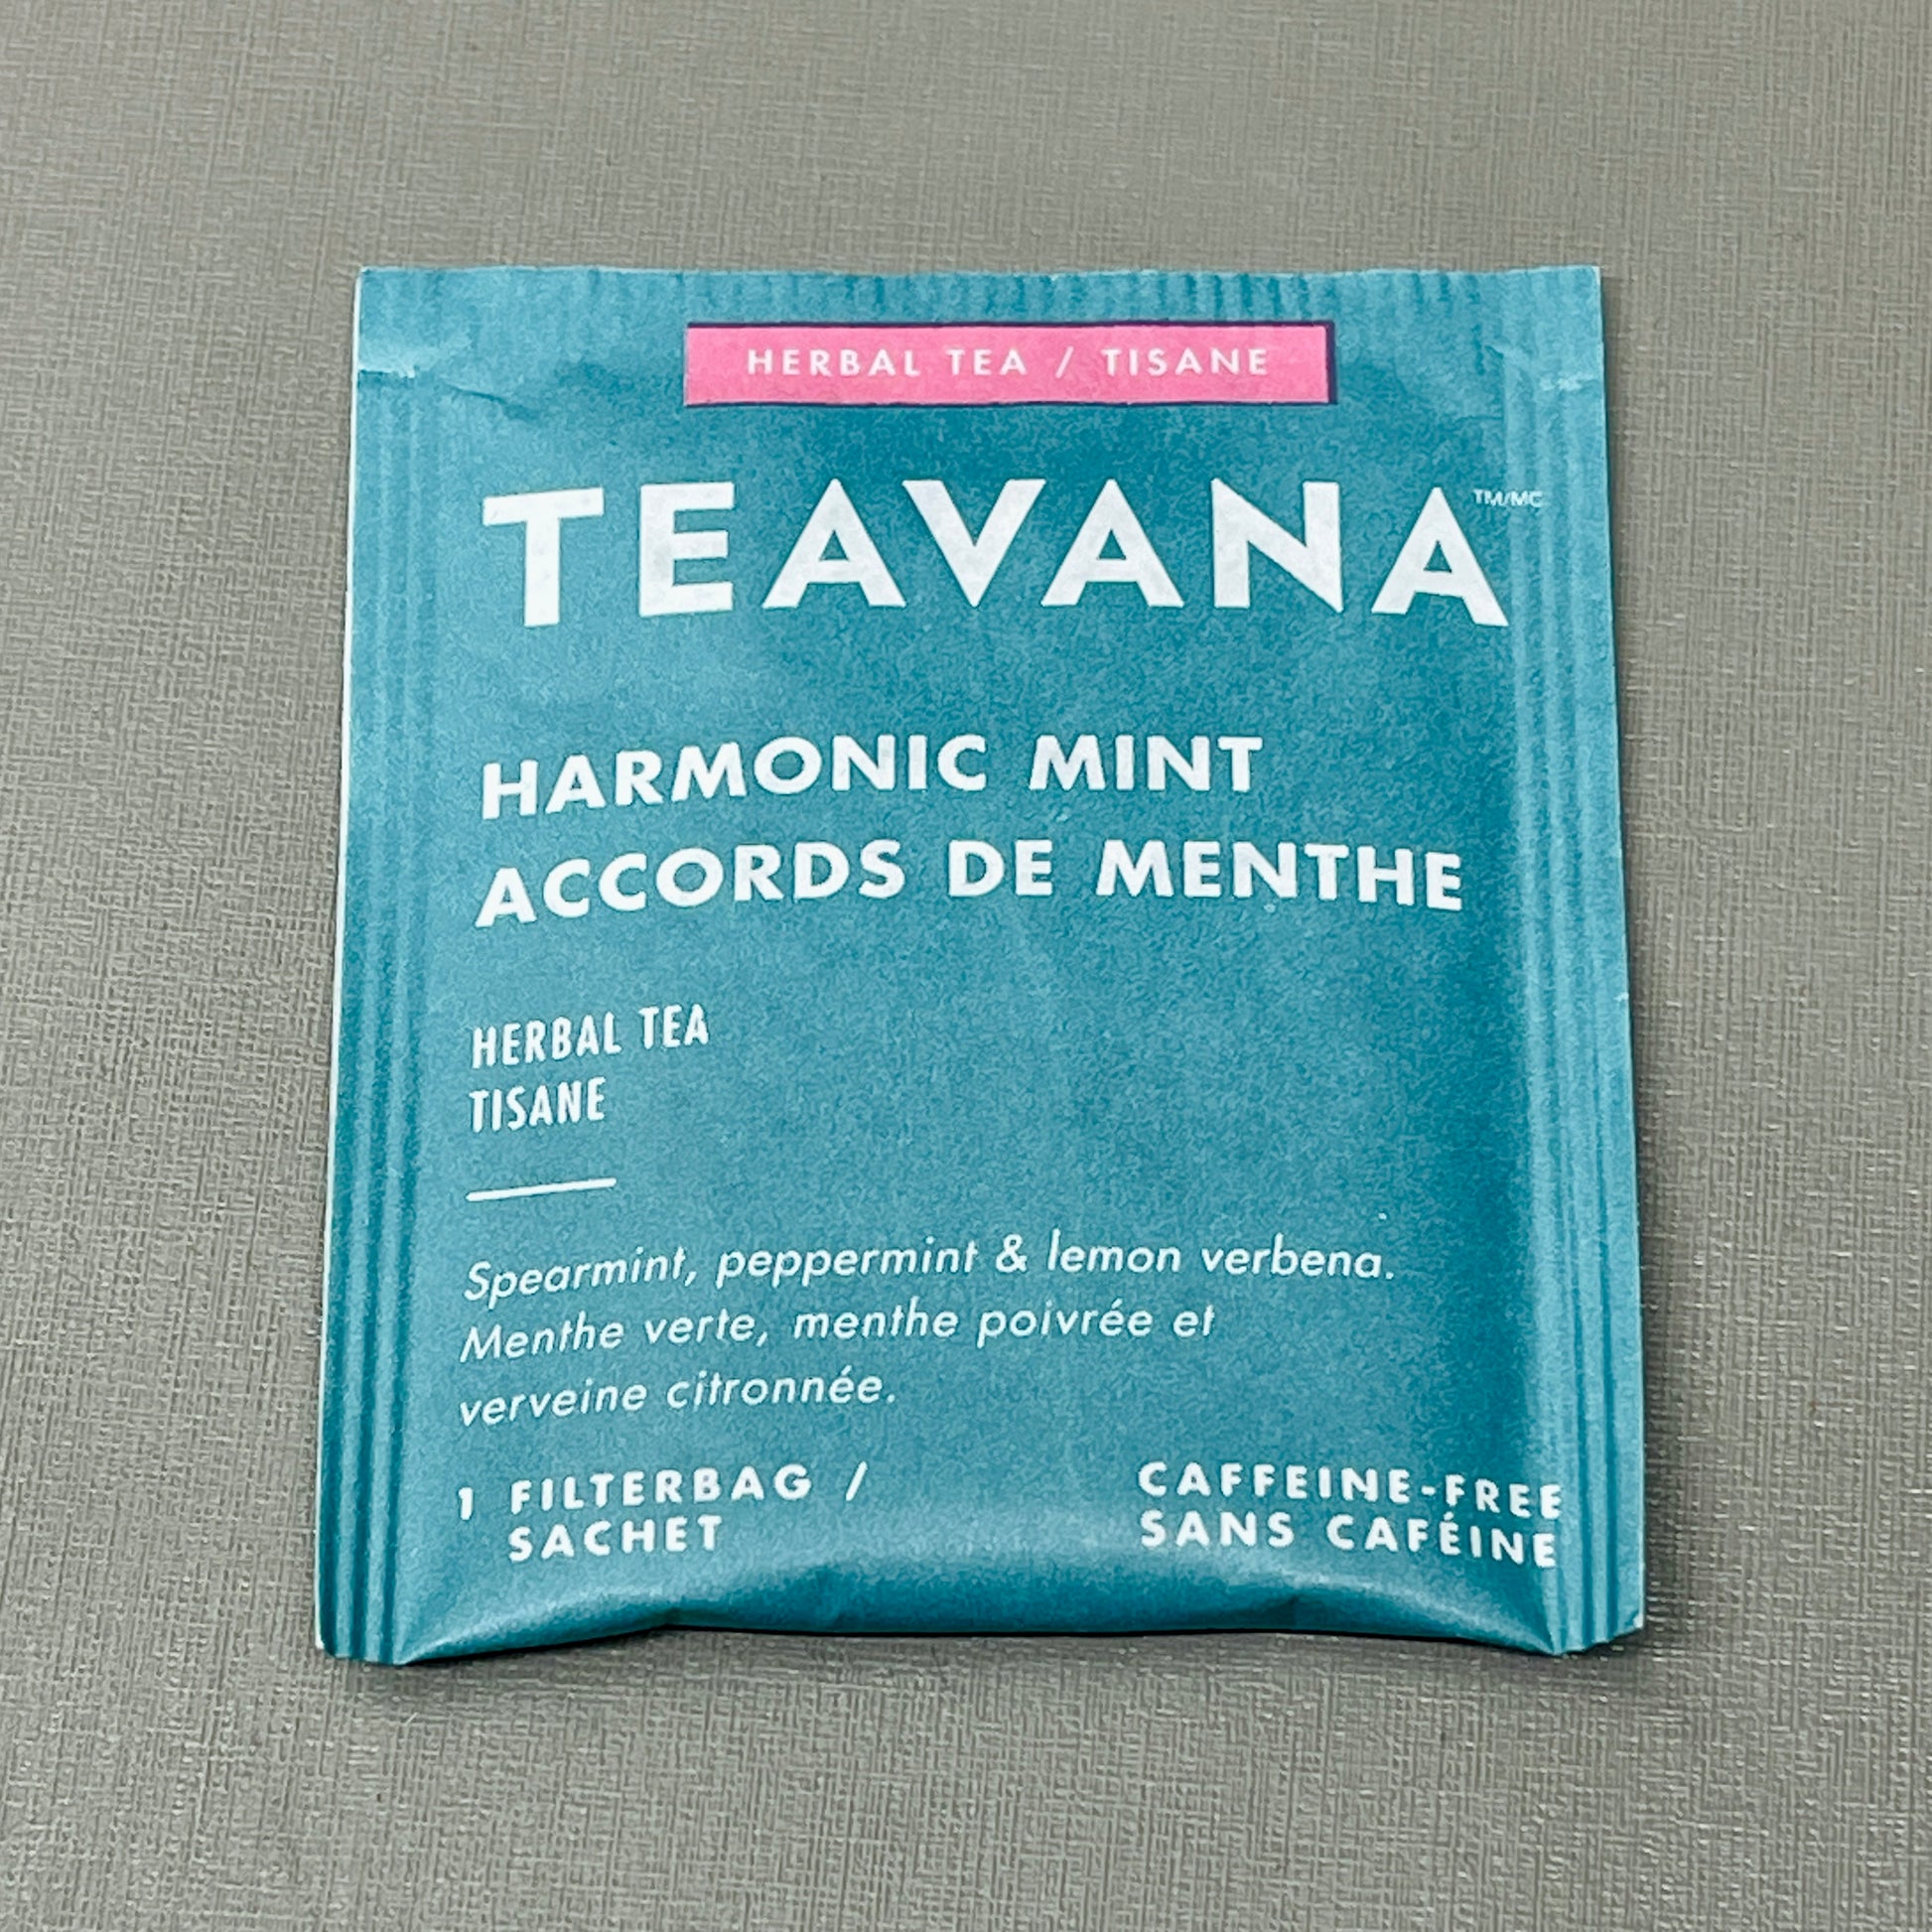 HERBAL TEA / TISANE
TEAVANA TM/MC
HARMONIC MINT
ACCORDS DE MENTHE
HERBAL TEA
TISANE
Spearmint, peppermint & lemon verbena.
Menthe verte, menthe poivrée et
verveine citronnée.
1 FILTERBAG /
SACHET
CAFFEINE-FREE
SANS CAFÉINE